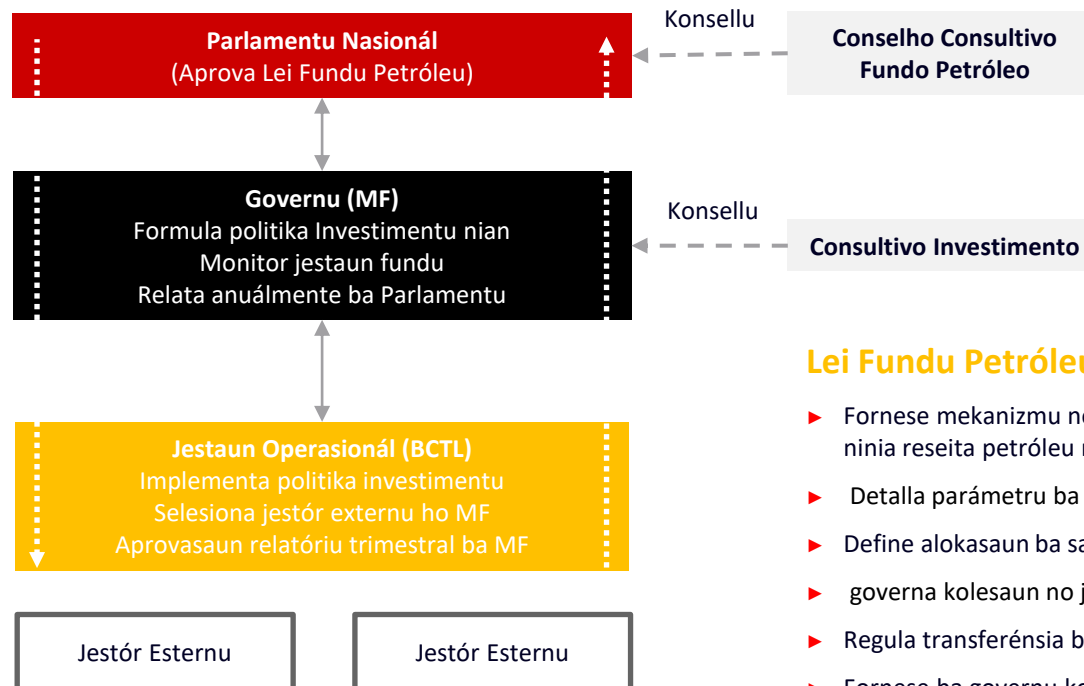 Parlamentu Nasionál
(Aprova Lei Fundu Petróleu)
Konsellu
Conselho Consultivo
Fundo Petróleo
Governu (MF)
Formula politika Investimentu nian
Monitor jestaun fundu
Relata anuálmente ba Parlamentu
Konsellu
Consultivo Investimento
Jestaun Operasionál (BCTL)
Implementa politika investimentu
Selesiona jestór externu ho MF
Aprovasaun relatóriu trimestral ba MF
Jestór Esternu
Jestór Esternu
Lei Fundu Petróleu
► Fornese mekanizmu
ninia reseita petróleu
► Detalla parámetru ba
► Define alokasaun ba
► governa kolesaun no
► Regula transferénsia
► Fornese ba governu